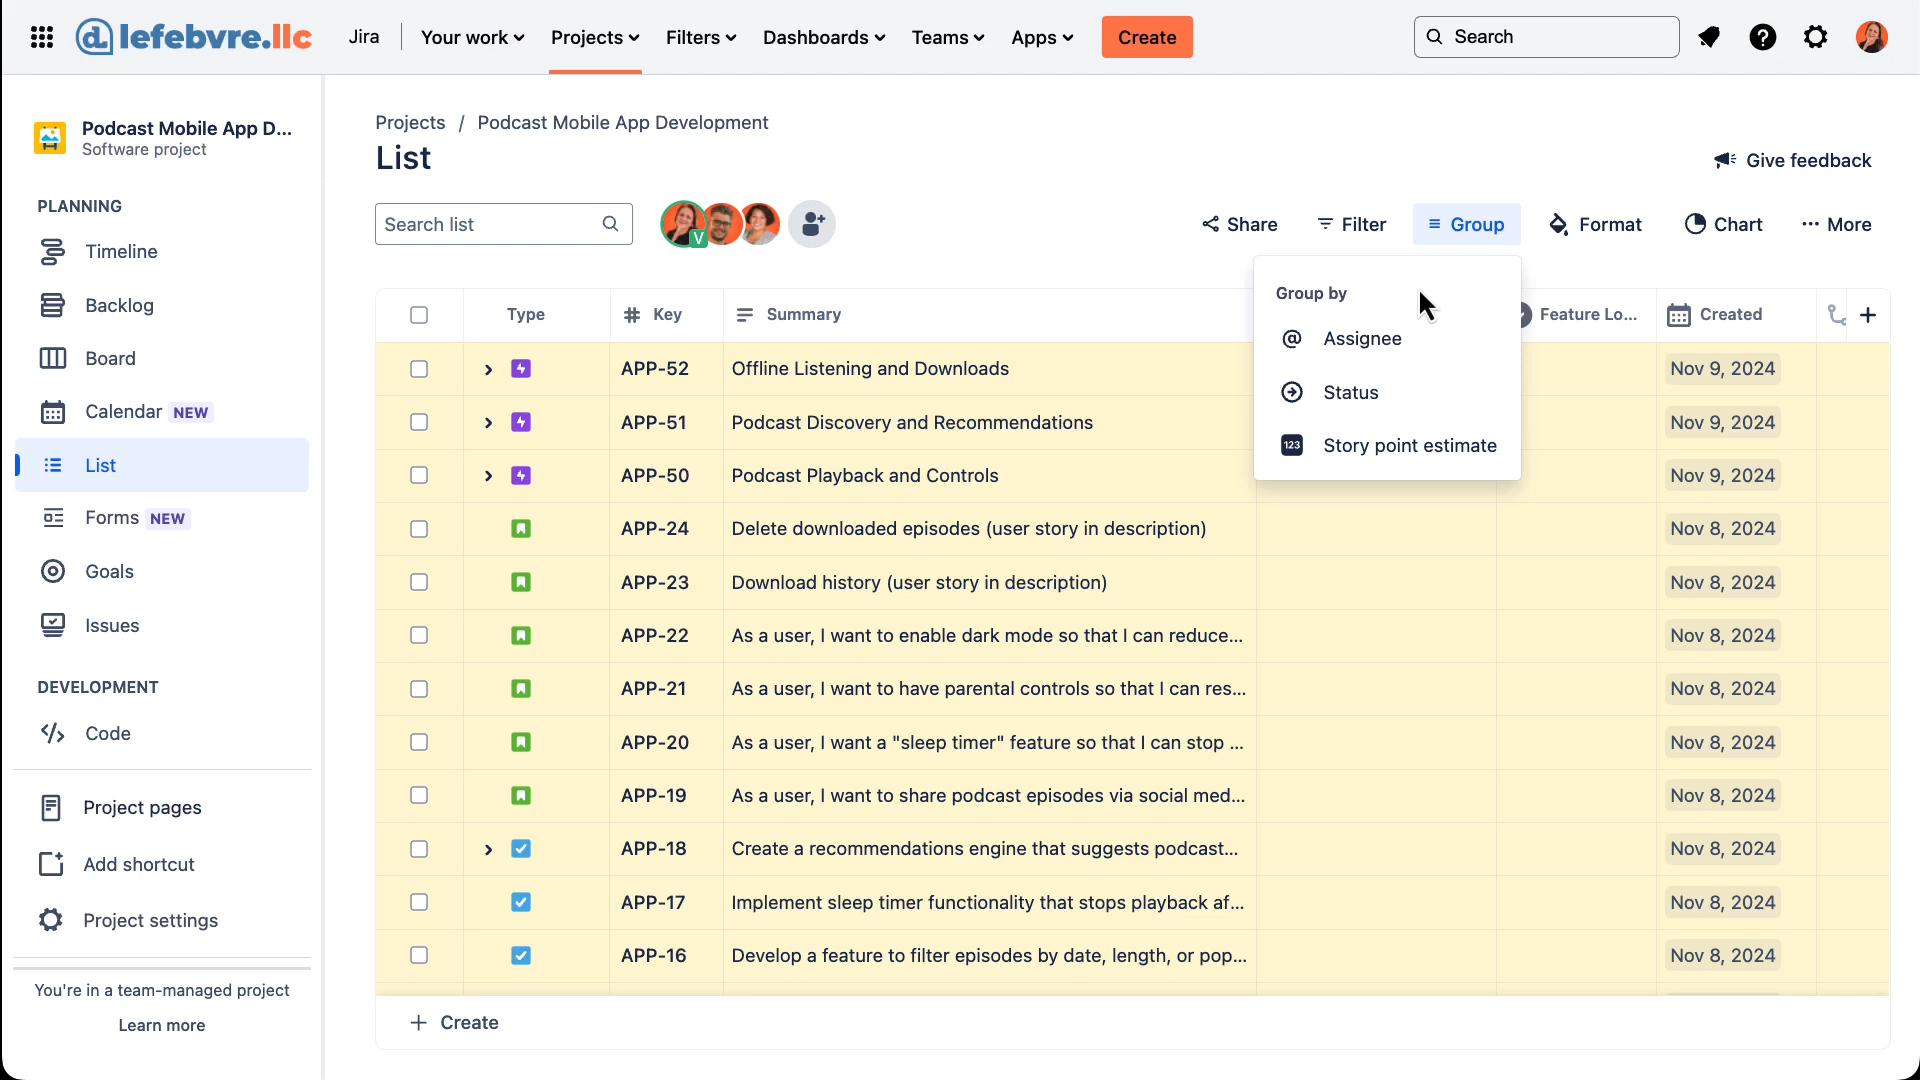 lefebvre.llc
Jira
Your work
Projects
Filters
Dashboards
Teams
Apps
Create
Search
Podcast Mobile App D...
Software project
PLANNING
Timeline
Backlog
Board
Calendar NEW
List
Forms NEW
Goals
Issues
DEVELOPMENT
Code
Project pages
Add shortcut
Project settings
You're in a team-managed project
Learn more
Projects / Podcast Mobile App Development
List
Give feedback
Search list
V
Share
Filter
Group
Format
Chart
More
Group by
Assignee
Status
123 Story point estimate
Type Key Summary Feature Lo... Created
APP-52 Offline Listening and Downloads Nov 9, 2024
APP-51 Podcast Discovery and Recommendations Nov 9, 2024
APP-50 Podcast Playback and Controls Nov 9, 2024
APP-24 Delete downloaded episodes (user story in description) Nov 8, 2024
APP-23 Download history (user story in description) Nov 8, 2024
APP-22 As a user, I want to enable dark mode so that I can reduce... Nov 8, 2024
APP-21 As a user, I want to have parental controls so that I can res... Nov 8, 2024
APP-20 As a user, I want a "sleep timer" feature so that I can stop ... Nov 8, 2024
APP-19 As a user, I want to share podcast episodes via social med... Nov 8, 2024
APP-18 Create a recommendations engine that suggests podcast... Nov 8, 2024
APP-17 Implement sleep timer functionality that stops playback af... Nov 8, 2024
APP-16 Develop a feature to filter episodes by date, length, or pop... Nov 8, 2024
+ Create